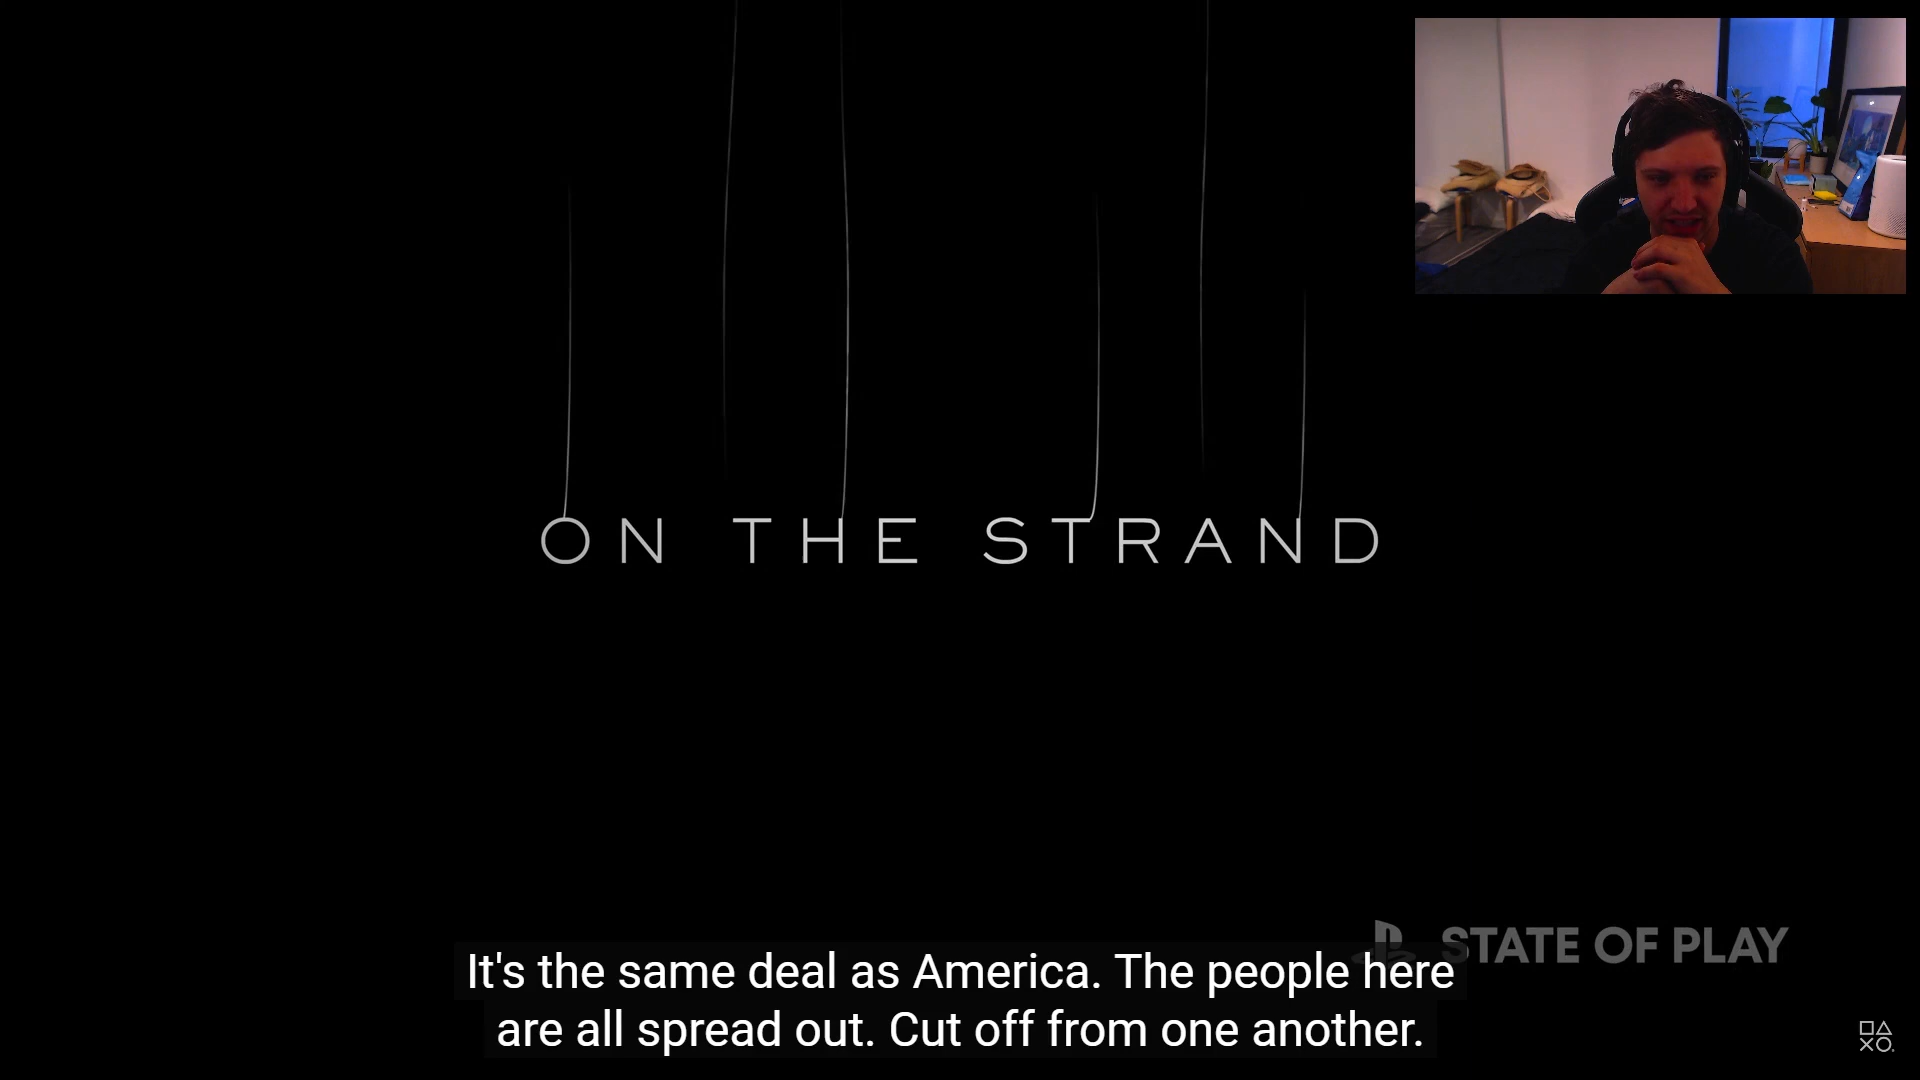 ON THE STRAND
STATE OF PLAY
It's the same deal as America. The people here
are all spread out. Cut off from one another.